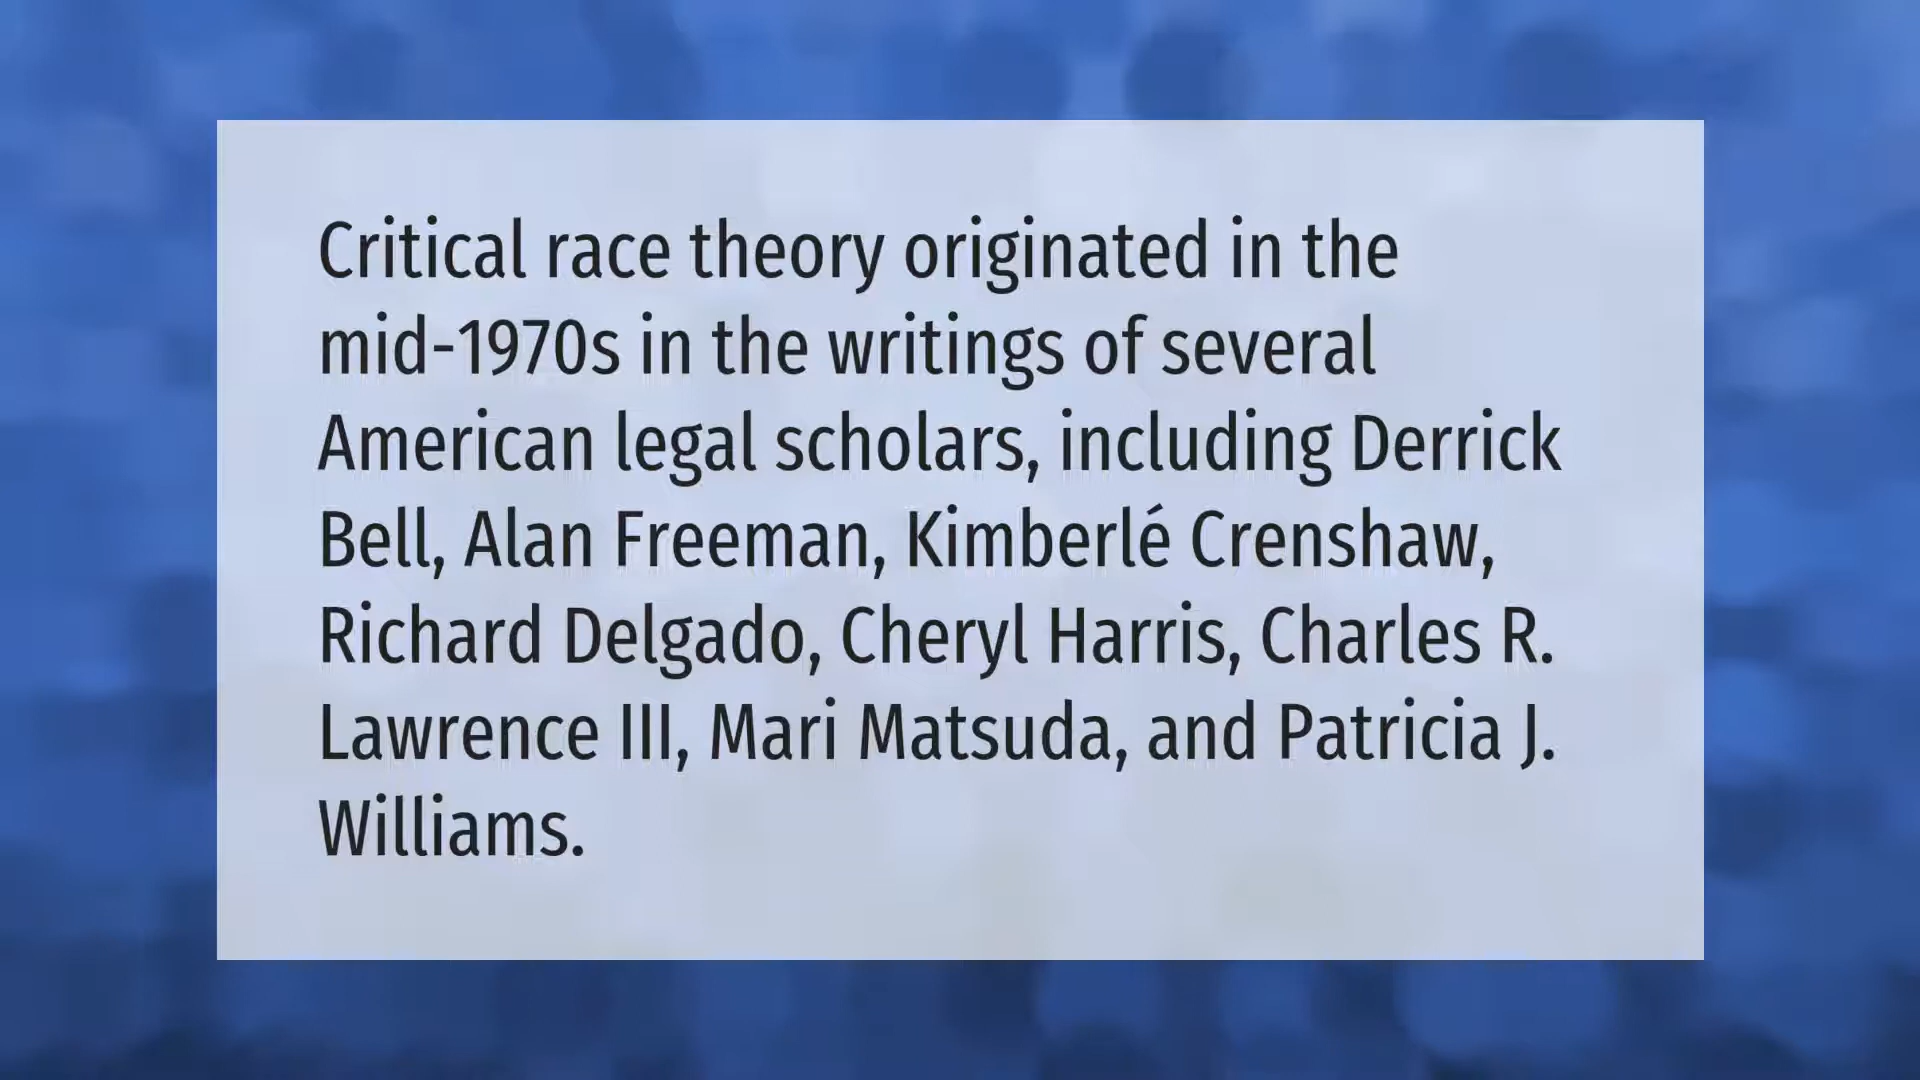 Critical race theory originated in the
mid-1970s in the writings of several
American legal scholars, including Derrick
Bell, Alan Freeman, Kimberlé Crenshaw,
Richard Delgado, Cheryl Harris, Charles R.
Lawrence III, Mari Matsuda, and Patricia J.
Williams.